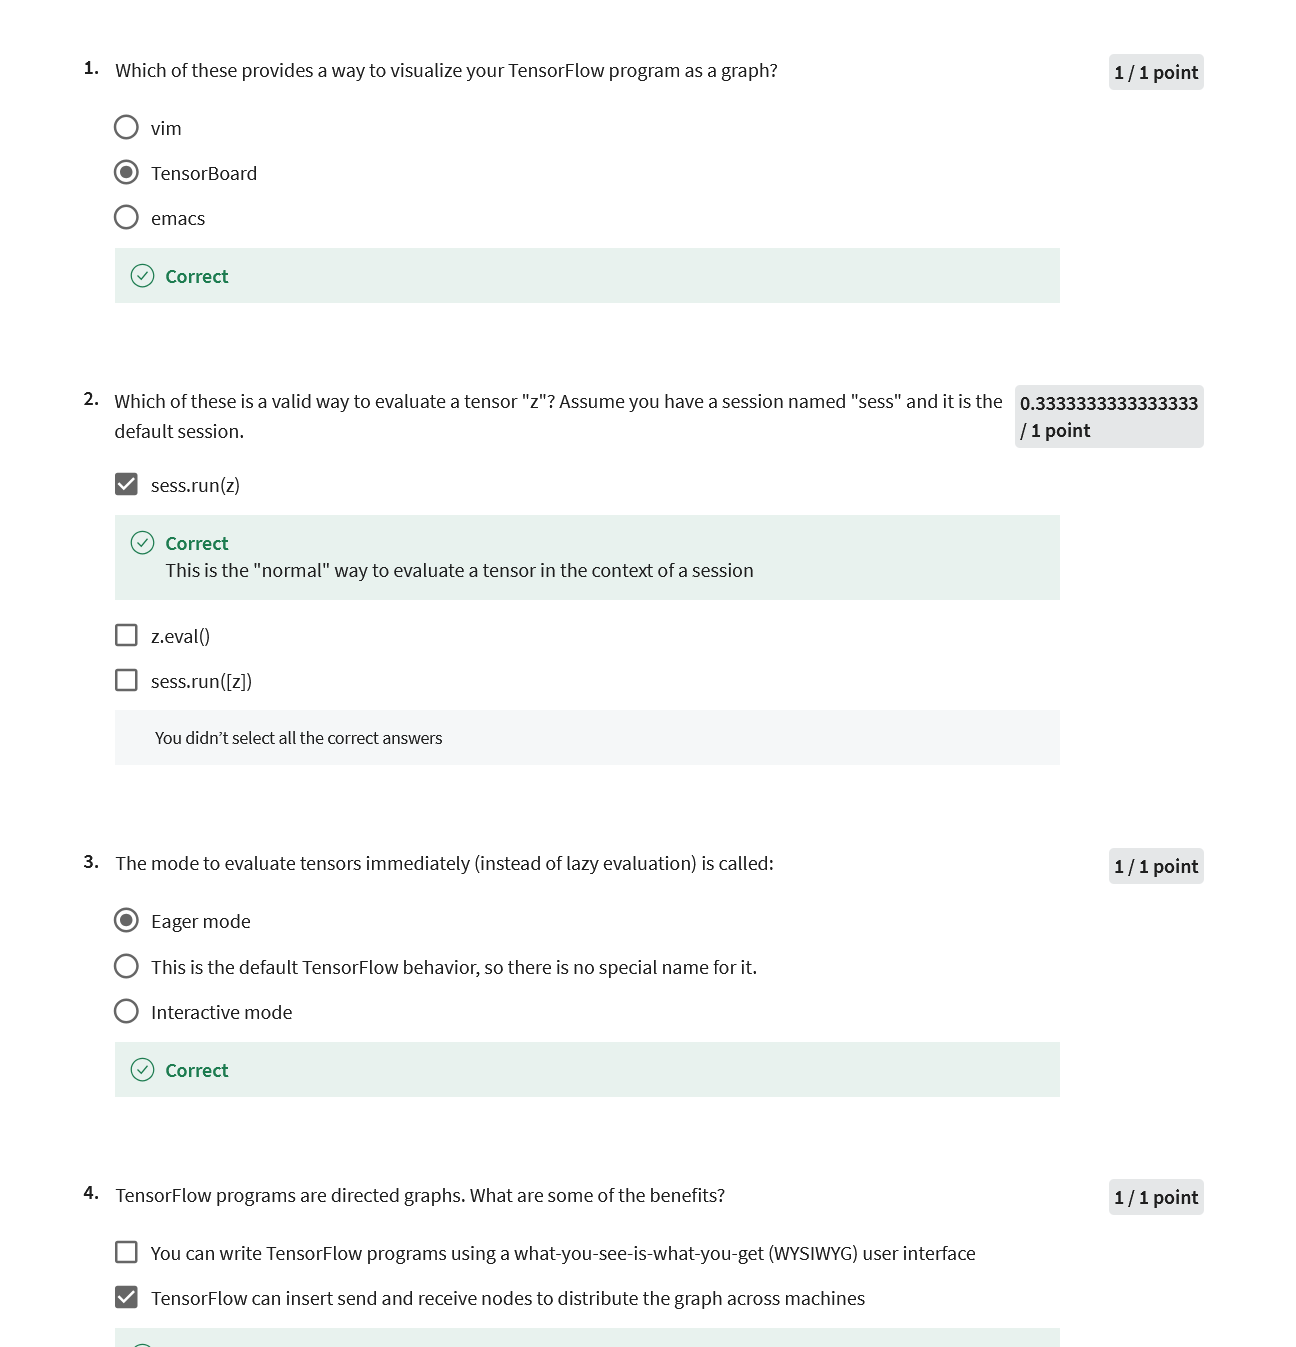 1. Which of these provides a way to visualize your TensorFlow program as a graph?
1 / 1 point
vim
TensorBoard
emacs
Correct
2. Which of these is a valid way to evaluate a tensor "z"? Assume you have a session named "sess" and it is the
default session.
0.3333333333333333
/ 1 point
sess.run(z)
Correct
This is the "normal" way to evaluate a tensor in the context of a session
z.eval()
sess.run([z])
You didn’t select all the correct answers
3. The mode to evaluate tensors immediately (instead of lazy evaluation) is called:
1 / 1 point
Eager mode
This is the default TensorFlow behavior, so there is no special name for it.
Interactive mode
Correct
4. TensorFlow programs are directed graphs. What are some of the benefits?
1 / 1 point
You can write TensorFlow programs using a what-you-see-is-what-you-get (WYSIWYG) user interface
TensorFlow can insert send and receive nodes to distribute the graph across machines